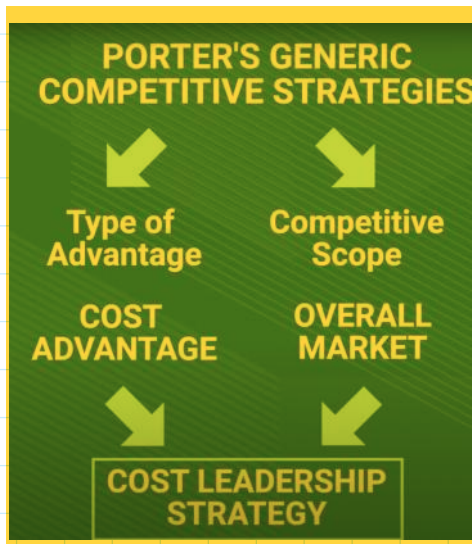 PORTER'S GENERIC
COMPETITIVE STRATEGIES
Type of
Advantage
Competitive
Scope
COST
ADVANTAGE
OVERALL
MARKET
COST LEADERSHIP
STRATEGY